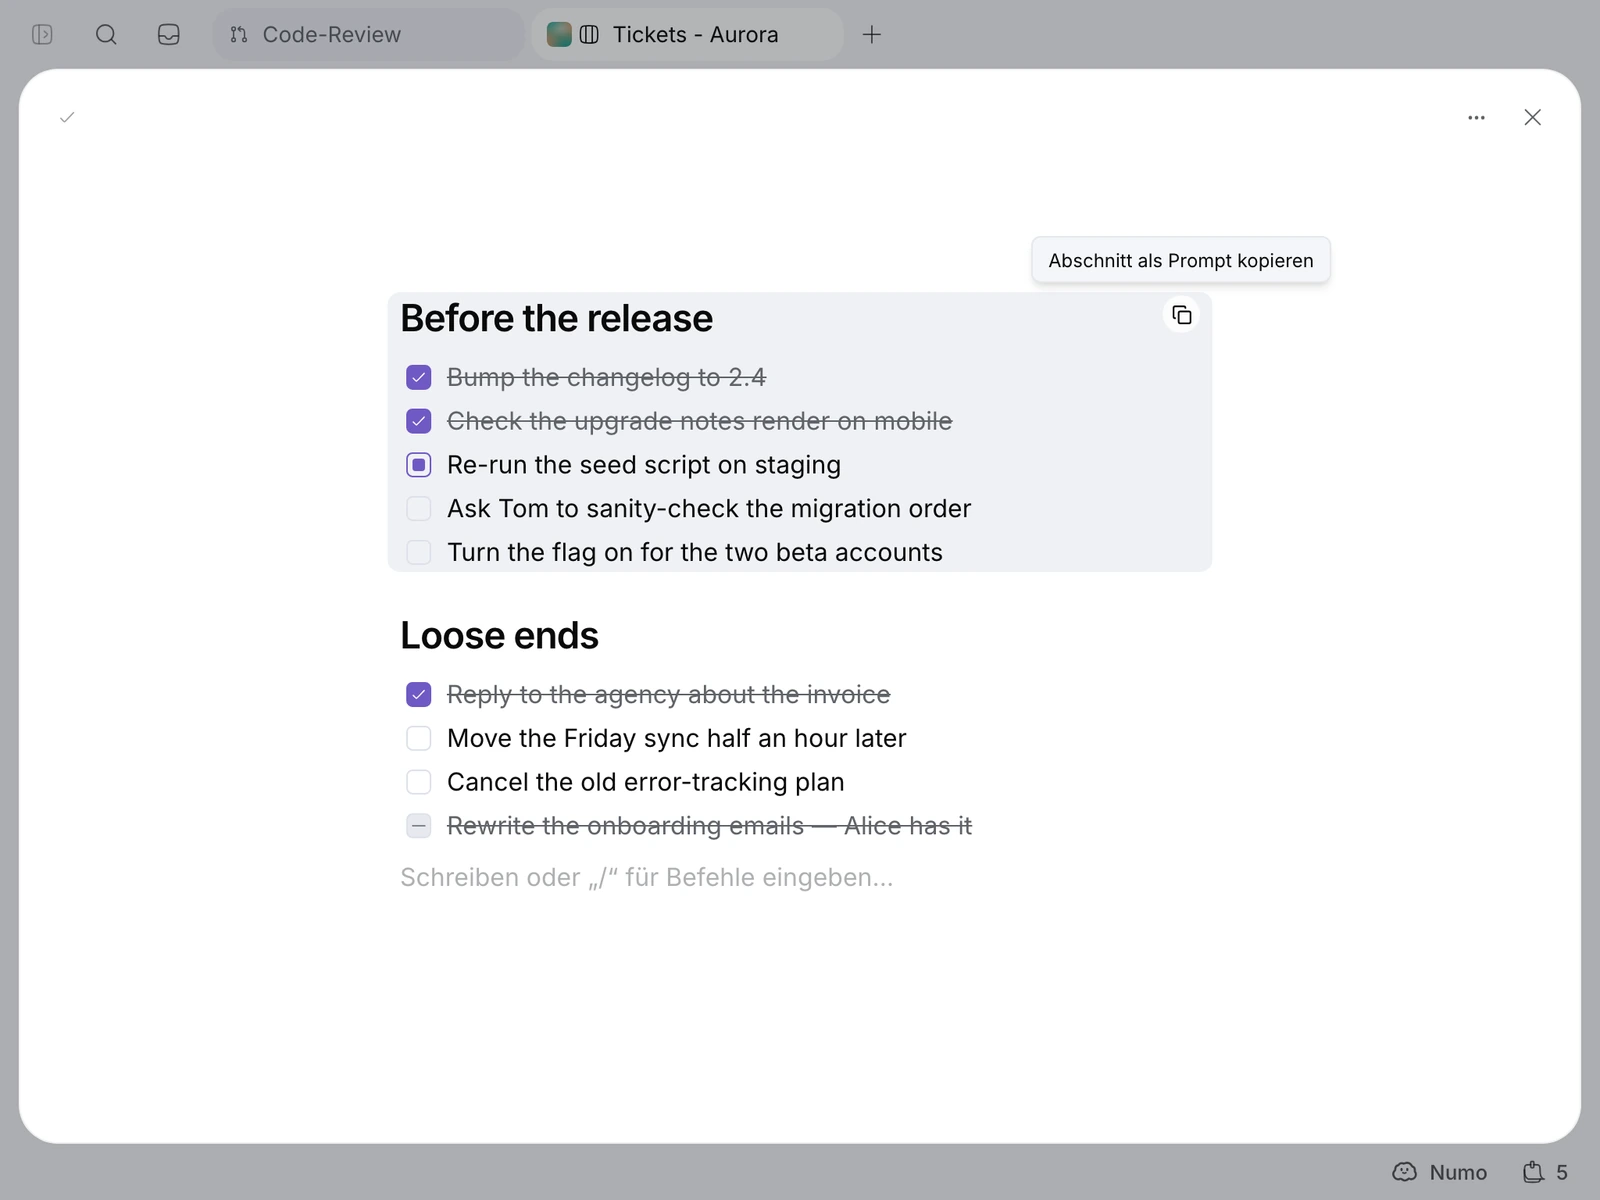 Code-Review
Tickets - Aurora
Abschnitt als Prompt kopieren
Before the release
Bump the changelog to 2.4
Check the upgrade notes render on mobile
Re-run the seed script on staging
Ask Tom to sanity-check the migration order
Turn the flag on for the two beta accounts
Loose ends
Reply to the agency about the invoice
Move the Friday sync half an hour later
Cancel the old error-tracking plan
Rewrite the onboarding emails — Alice has it
Schreiben oder „/“ für Befehle eingeben...
Numo
5